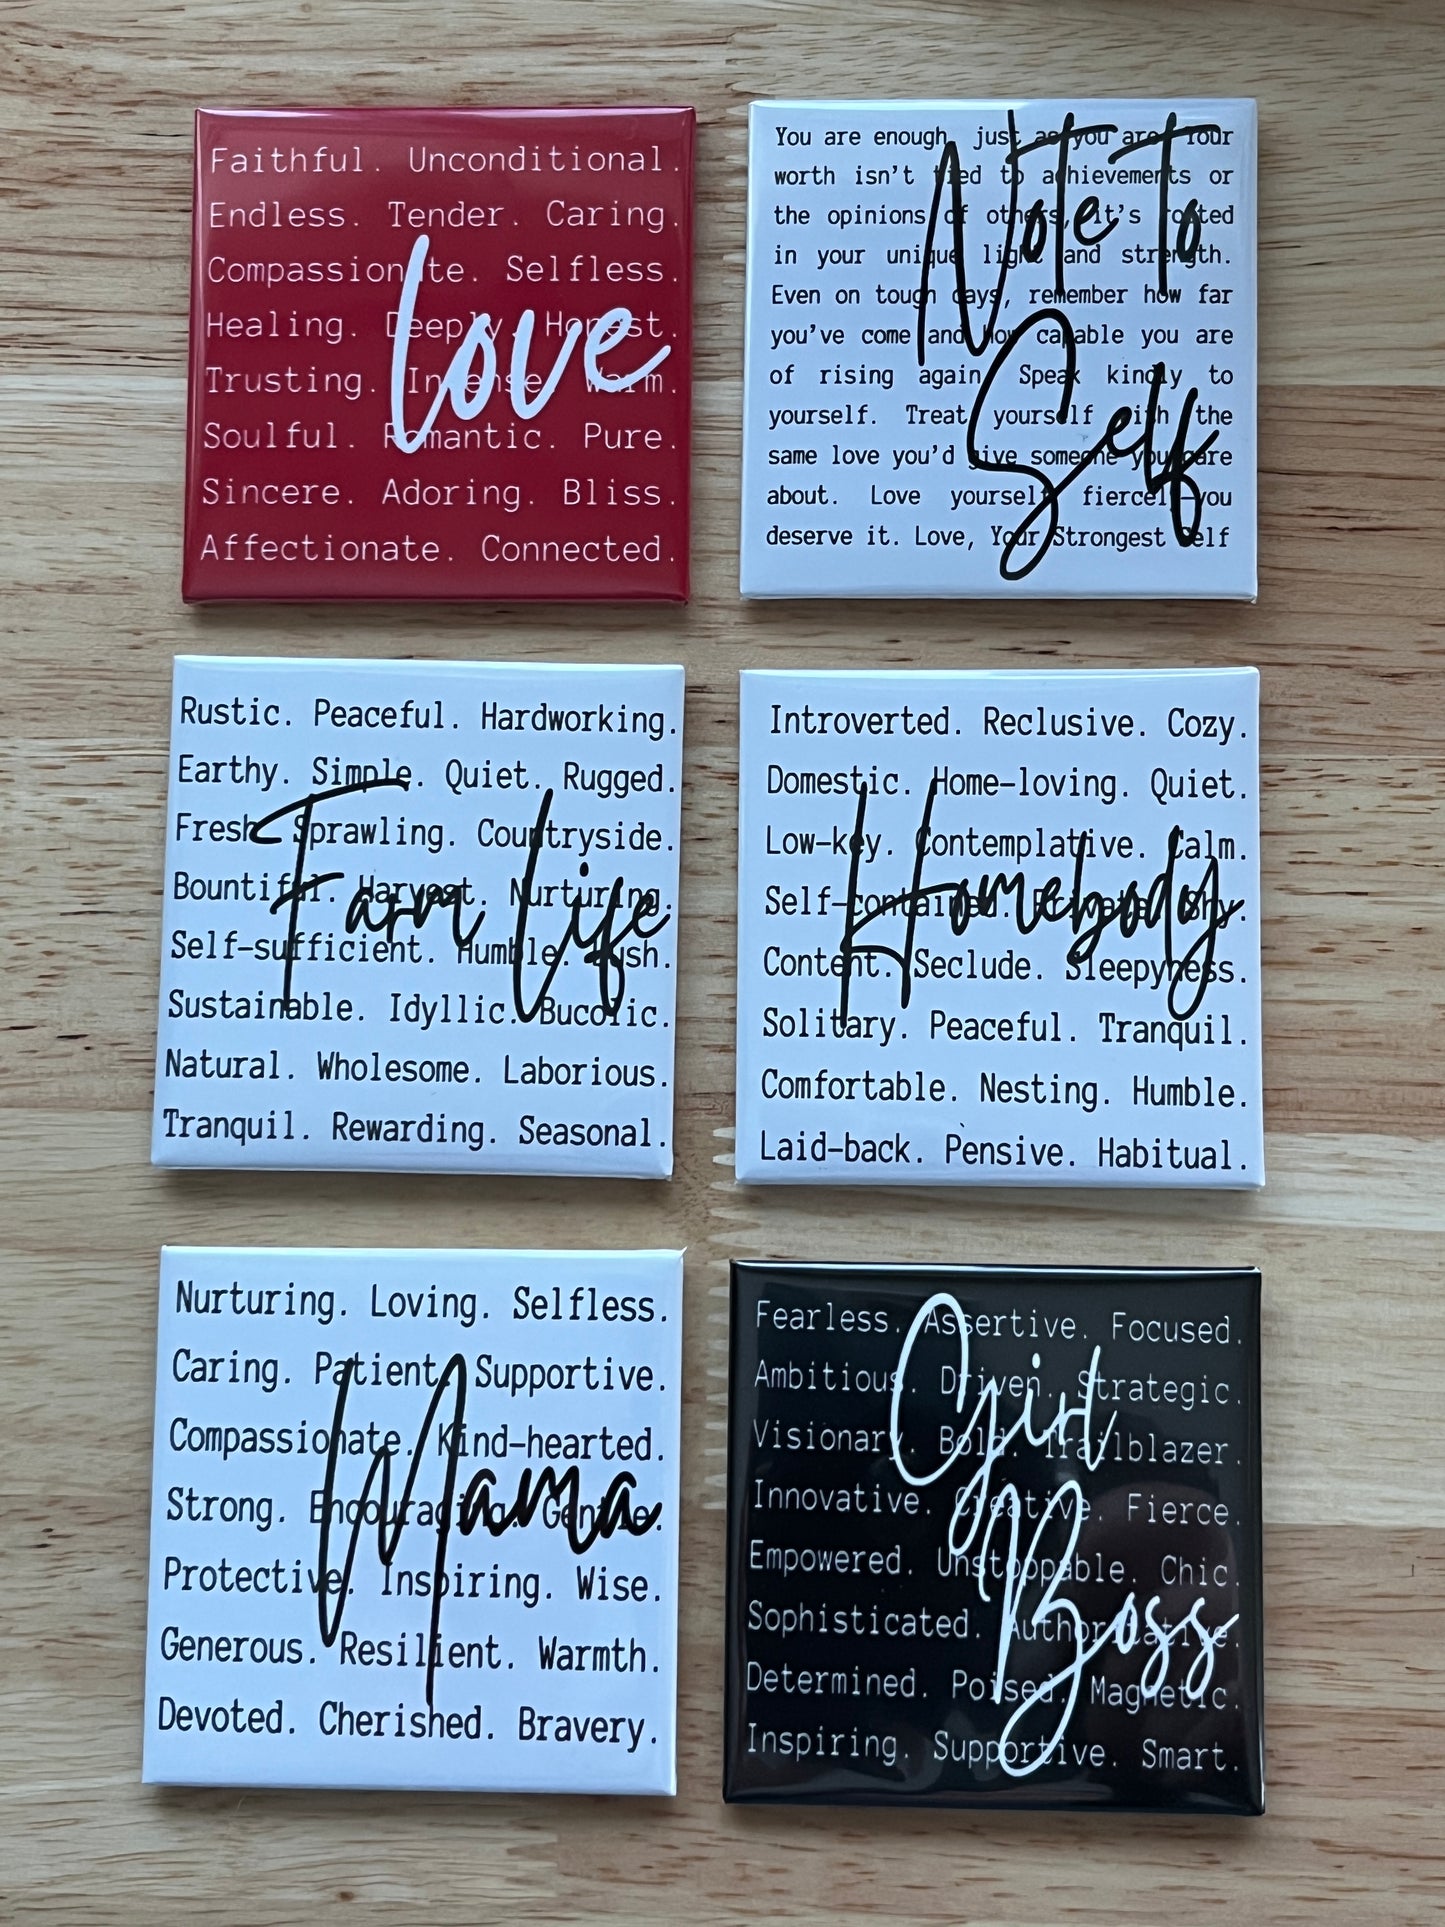 Faithful. Unconditional.
Endless. Tender. Caring.
Compassionate. Selfless.
Healing. Deeply. Honest.
Trusting. Intense. Warm.
Soulful. Romantic. Pure.
Sincere. Adoring. Bliss.
Affectionate. Connected.
love
You are enough, just as you are. Your
worth isn't tied to achievements or
the opinions of others, it's rooted
in your unique light and strength.
Even on tough days, remember how far
you've come and how capable you are
of rising again. Speak kindly to
yourself. Treat yourself with the
same love you'd give someone you care
about. Love yourself fiercely—you
deserve it. Love, Your Strongest Self
Note To
Self
Rustic. Peaceful. Hardworking.
Earthy. Simple. Quiet. Rugged.
Fresh. Sprawling. Countryside.
Bountiful. Harvest. Nurturing.
Self-sufficient. Humble. Lush.
Sustainable. Idyllic. Bucolic.
Natural. Wholesome. Laborious.
Tranquil. Rewarding. Seasonal.
Farm Life
Introverted. Reclusive. Cozy.
Domestic. Home-loving. Quiet.
Low-key. Contemplative. Calm.
Self-contained. Private. Shy.
Content. Seclude. Sleepyness.
Solitary. Peaceful. Tranquil.
Comfortable. Nesting. Humble.
Laid-back. Pensive. Habitual.
Homebody
Nurturing. Loving. Selfless.
Caring. Patient. Supportive.
Compassionate. Kind-hearted.
Strong. Encouraging. Gentle.
Protective. Inspiring. Wise.
Generous. Resilient. Warmth.
Devoted. Cherished. Bravery.
Mama
Fearless. Assertive. Focused.
Ambitious. Driven. Strategic.
Visionary. Bold. Trailblazer.
Innovative. Creative. Fierce.
Empowered. Unstoppable. Chic.
Sophisticated. Authoritative.
Determined. Poised. Magnetic.
Inspiring. Supportive. Smart.
Girl
Boss